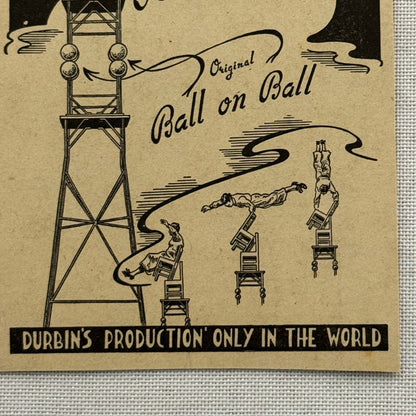 Original
Ball on Ball
DURBIN'S PRODUCTION' ONLY IN THE WORLD